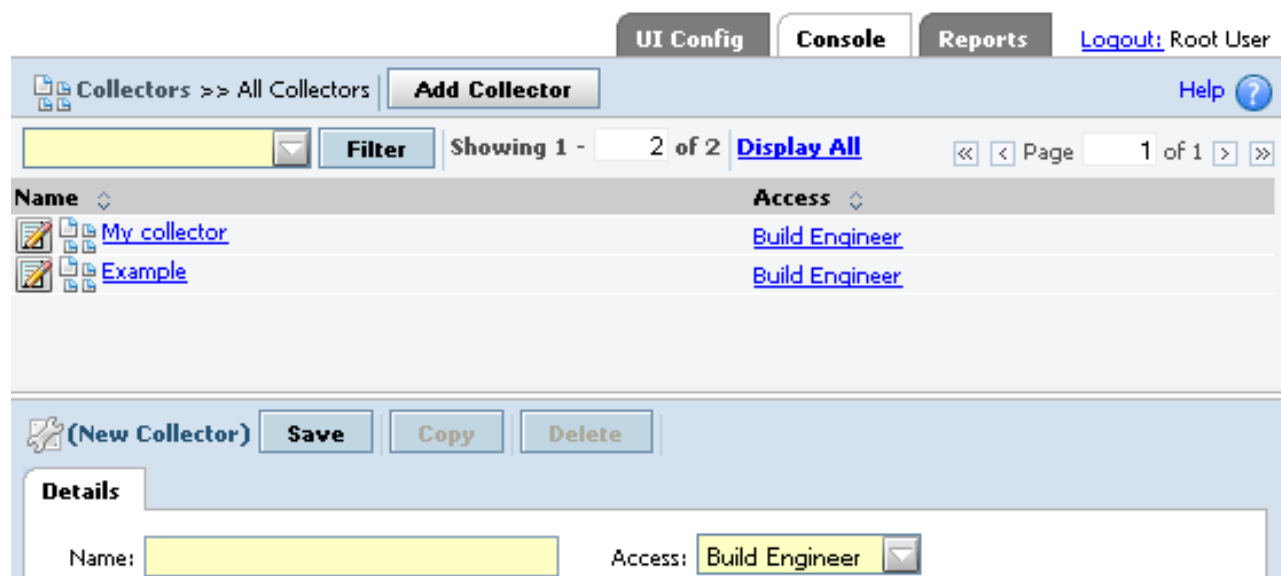 UI Config Console Reports Logout: Root User
Collectors >> All Collectors Add Collector Help ?
Filter Showing 1 - 2 of 2 Display All << < Page 1 of 1 > >>
Name Access
My collector Build Engineer
Example Build Engineer
(New Collector) Save Copy Delete
Details
Name: Access: Build Engineer